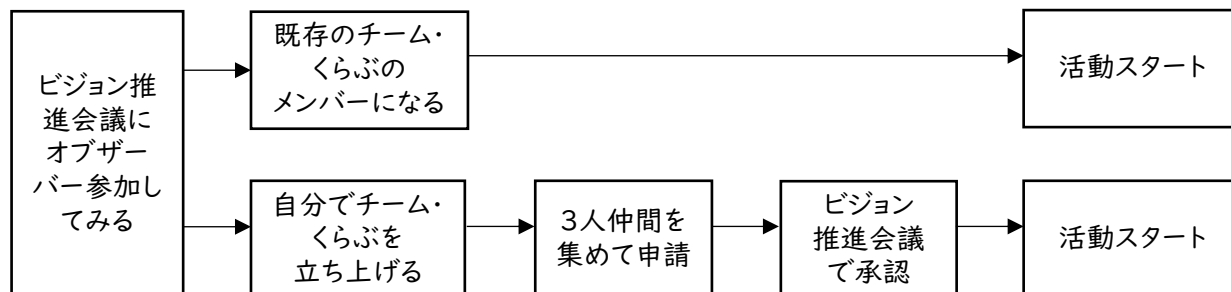 ビジョン推
進会議に
オブザー
バー参加し
てみる
既存のチーム・
くらぶの
メンバーになる
活動スタート
自分でチーム・
くらぶを
立ち上げる
３人仲間を
集めて申請
ビジョン
推進会議
で承認
活動スタート